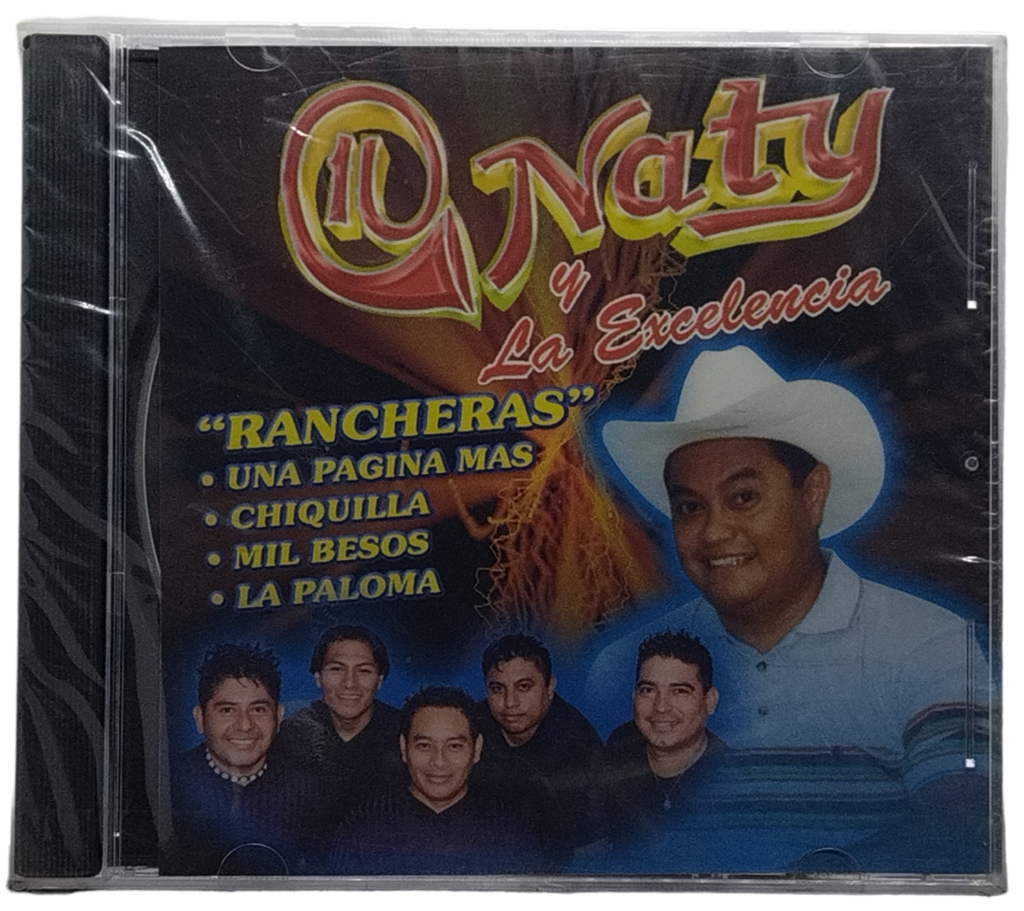 Naty
y
La Excelencia
"RANCHERAS"
• UNA PAGINA MAS
• CHIQUILLA
• MIL BESOS
• LA PALOMA